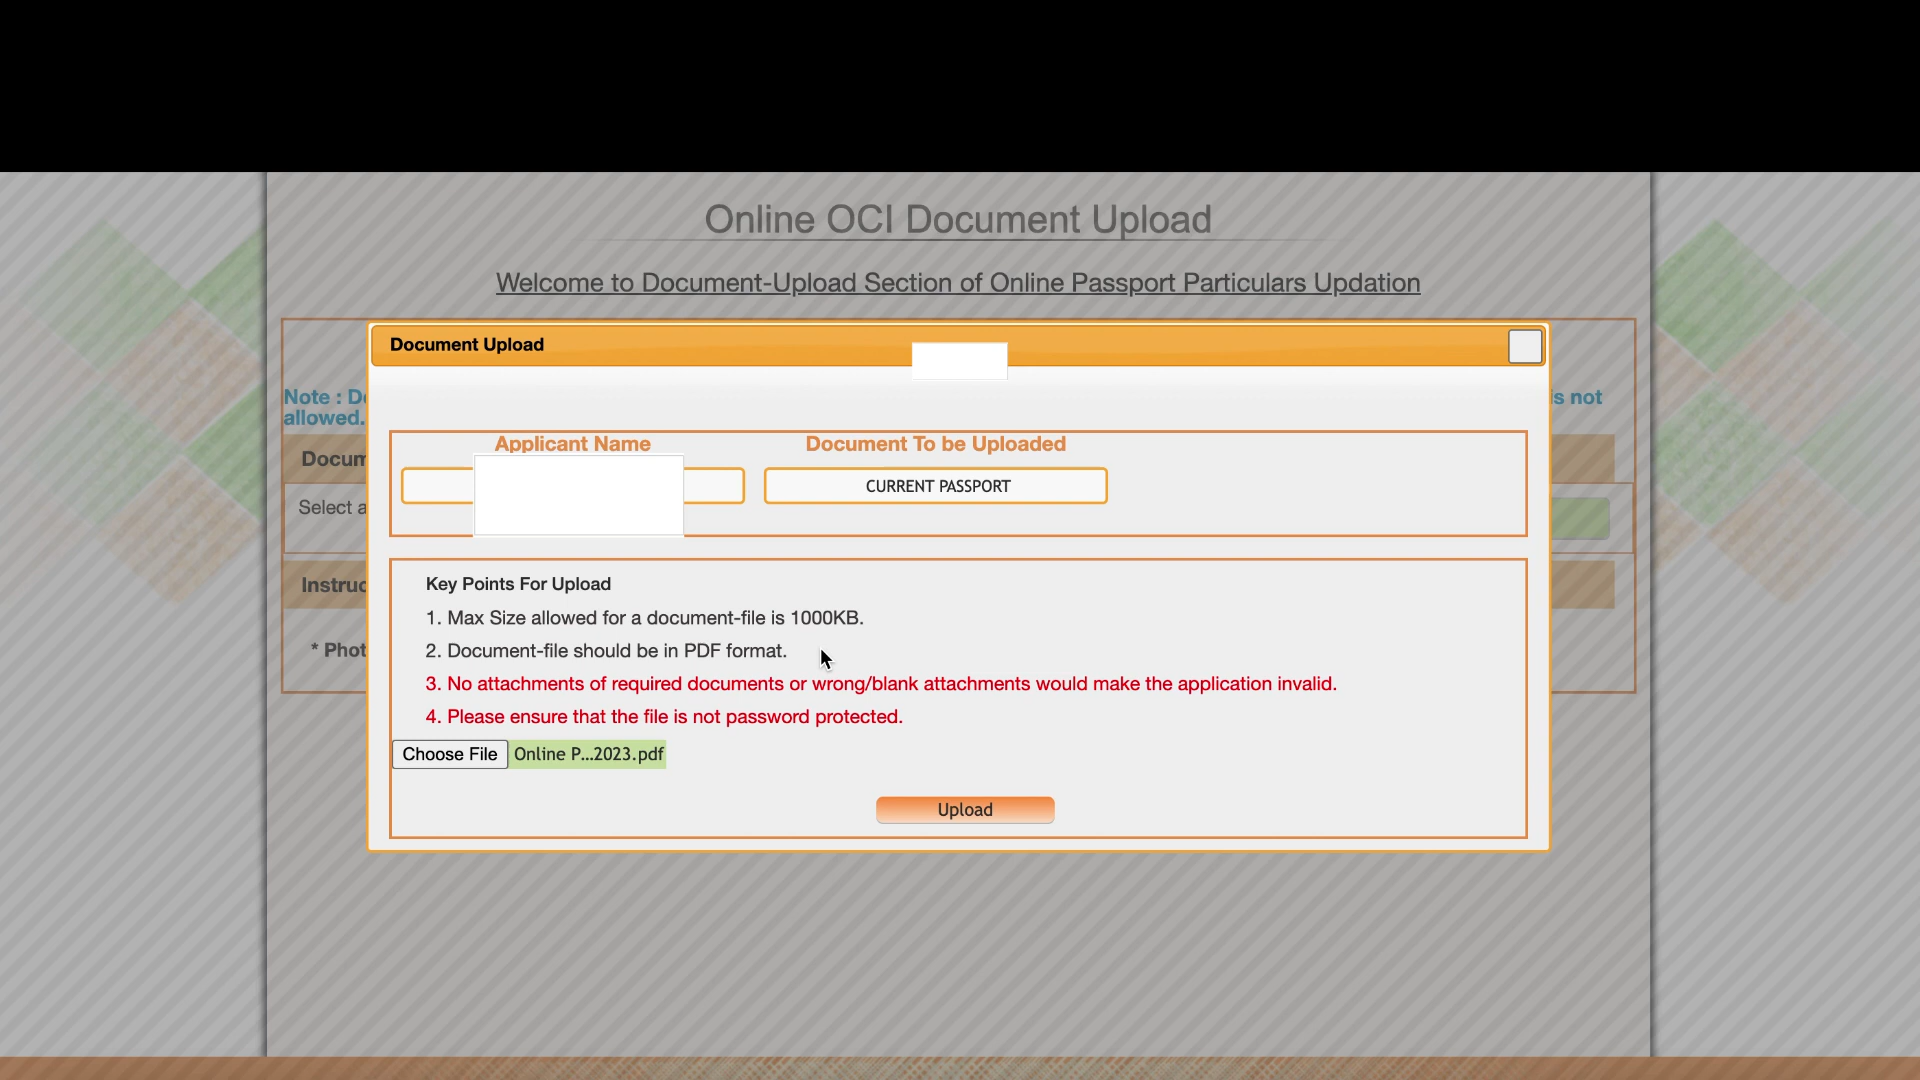 Online OCI Document Upload
Welcome to Document-Upload Section of Online Passport Particulars Updation
Document Upload
Note :
is not
allowed.
Applicant Name
Document To be Uploaded
Select
CURRENT PASSPORT
Key Points For Upload
1. Max Size allowed for a document-file is 1000KB.
2. Document-file should be in PDF format.
*
3. No attachments of required documents or wrong/blank attachments would make the application invalid.
4. Please ensure that the file is not password protected.
Choose File
Online P...2023.pdf
Upload